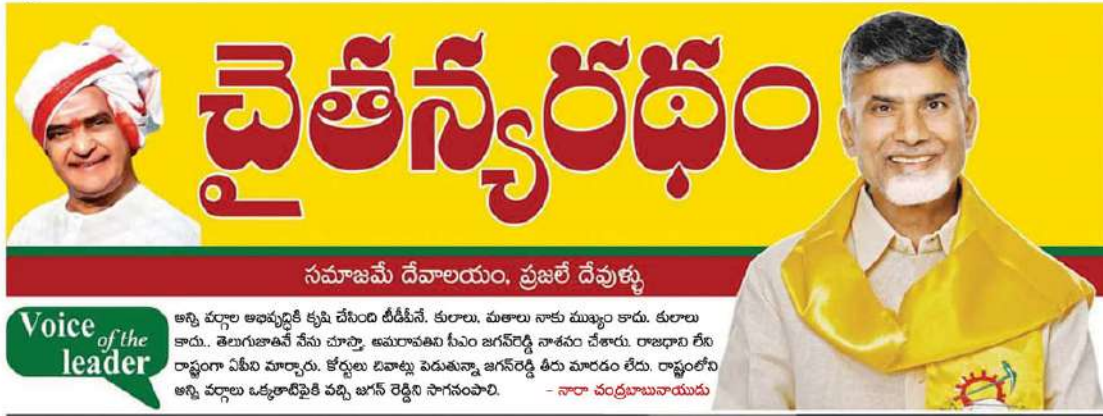 చైతన్యరథం
సమాజమే దేవాలయం, ప్రజలే దేవుళ్ళు
Voice of the leader
అన్ని వర్గాల అభివృద్ధికి కృషి చేసింది టీడీపీనే. కులాలు, మతాలు నాకు ముఖ్యం కాదు. కులాలు
కాదు.. తెలుగుజాతినే నేను చూస్తా. అమరావతిని సీఎం జగన్‌రెడ్డి నాశనం చేశారు. రాజధాని లేని
రాష్ట్రంగా ఏపీని మార్చారు. కోర్టులు చివాట్లు పెడుతున్నా జగన్‌రెడ్డి తీరు మారడం లేదు. రాష్ట్రంలోని
అన్ని వర్గాలు ఒక్కతాటిపైకి వచ్చి జగన్ రెడ్డిని సాగనంపాలి. - నారా చంద్రబాబునాయుడు